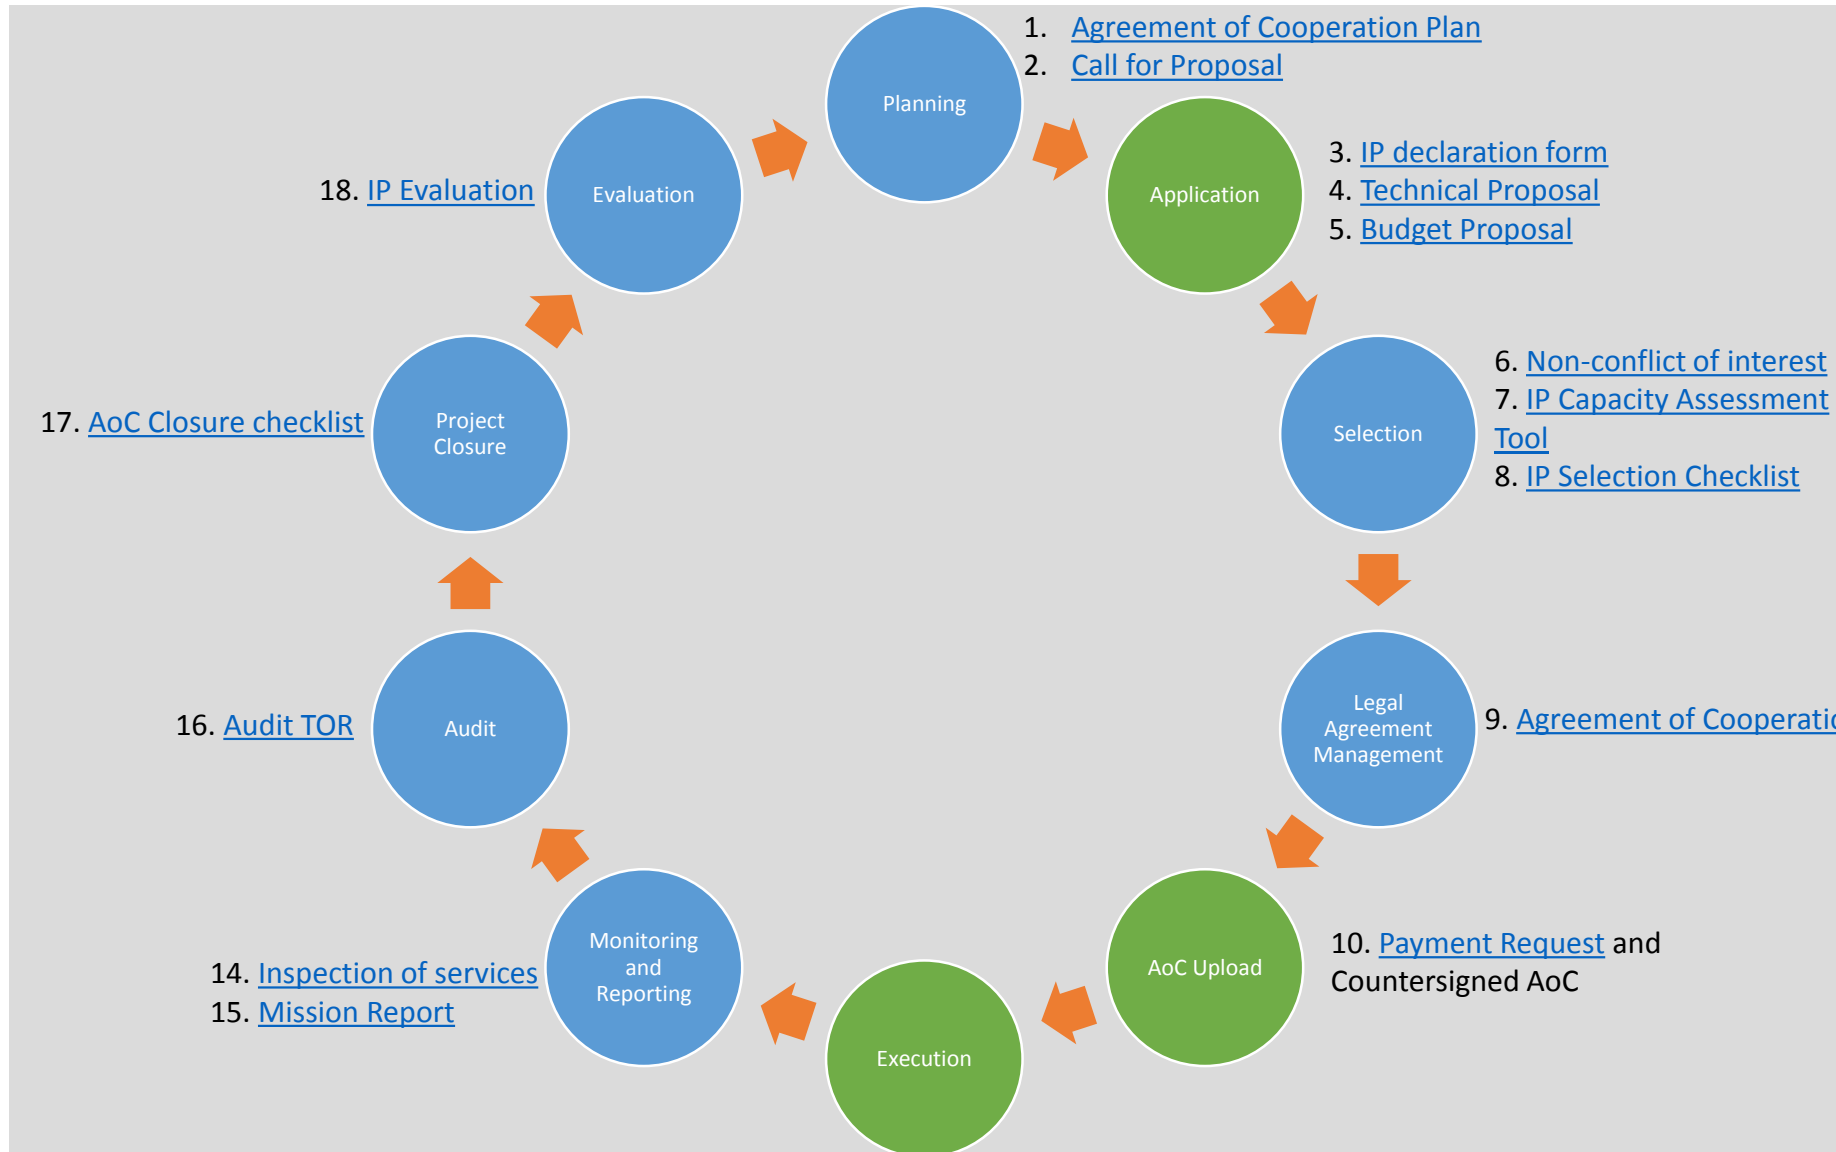 1. Agreement of Cooperation Plan
2. Call for Proposal
Planning
3. IP declaration form
4. Technical Proposal
5. Budget Proposal
Application
6. Non-conflict of interest
7. IP Capacity Assessment
Tool
8. IP Selection Checklist
Selection
Legal
Agreement
Management
9. Agreement of
AoC Upload
10. Payment Request and
Countersigned AoC
Execution
Monitoring
and
Reporting
14. Inspection of services
15. Mission Report
Audit
16. Audit TOR
Project
Closure
17. AoC Closure checklist
Evaluation
18. IP Evaluation